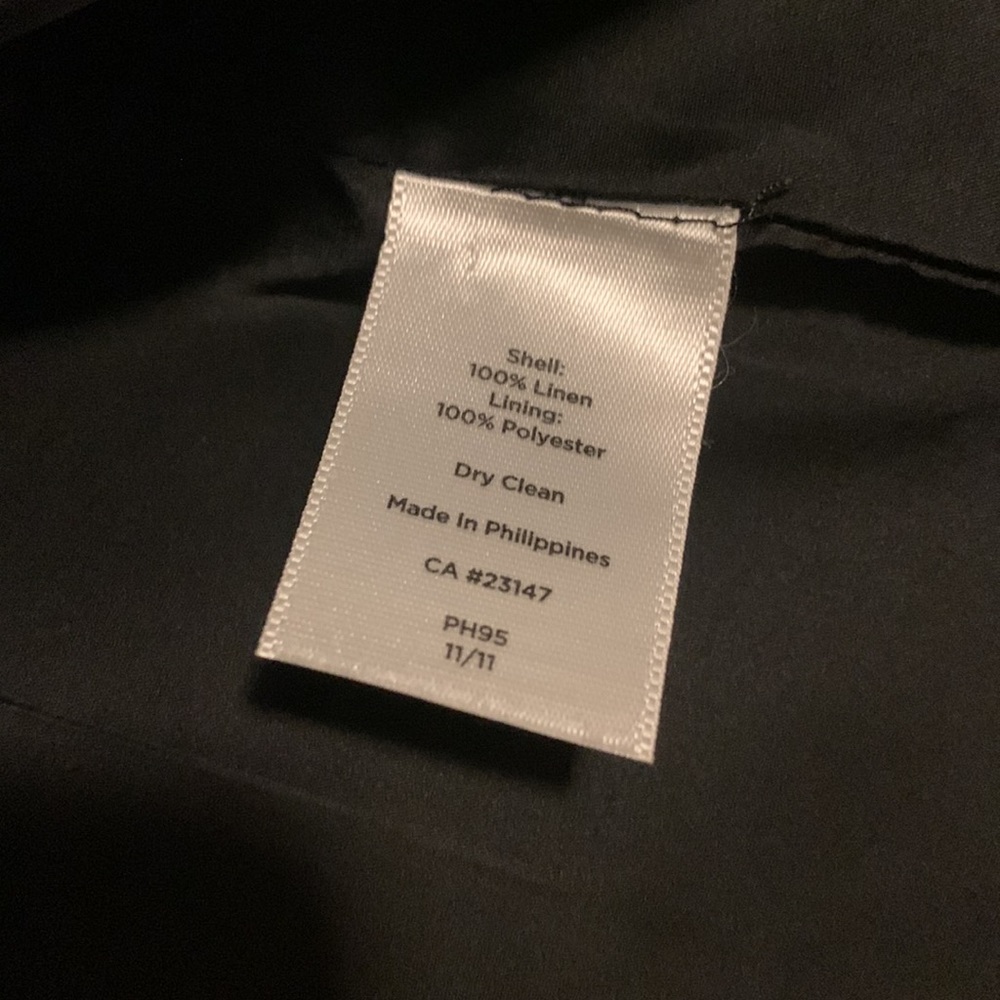 Shell:
100% Linen
Lining:
100% Polyester
Dry Clean
Made In Philippines
CA #23147
PH95
11/11